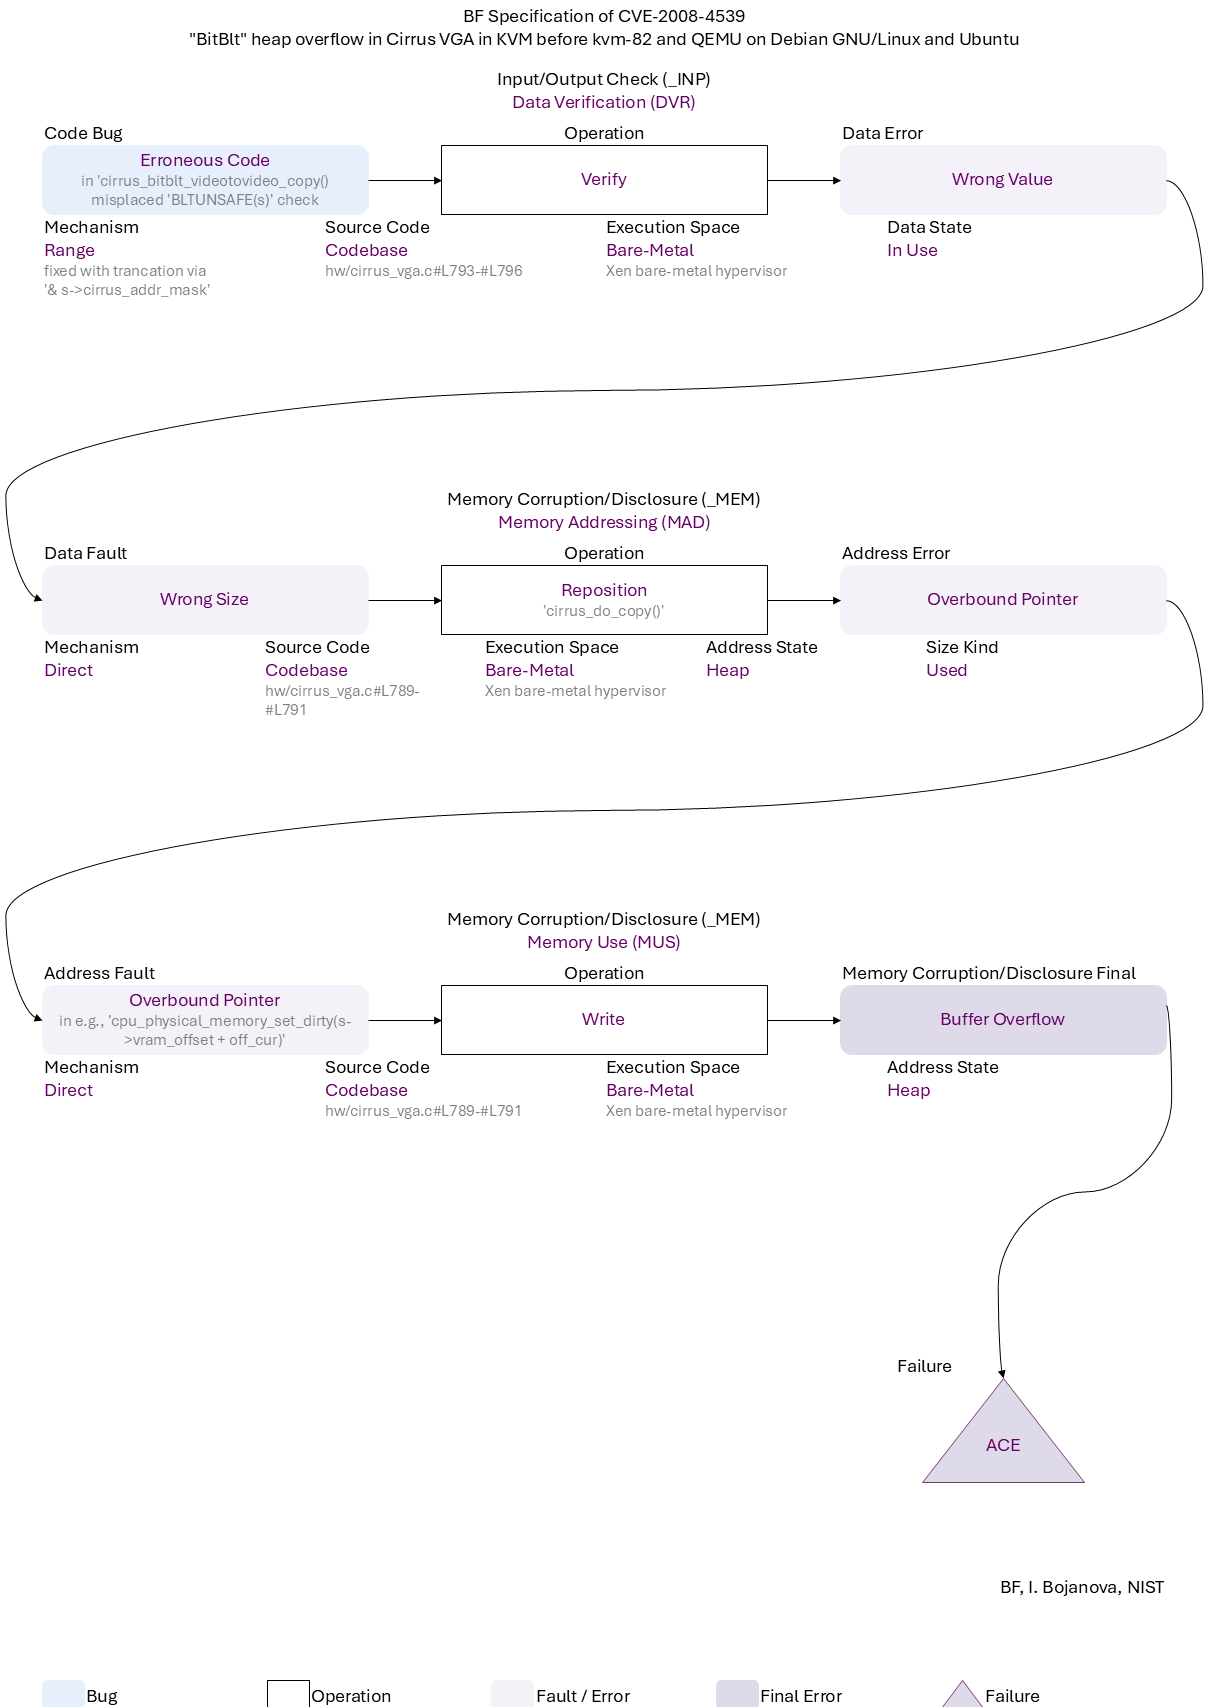 BF Specification of CVE-2008-4539
"BitBlt" heap overflow in Cirrus VGA in KVM before kvm-82 and QEMU on Debian GNU/Linux and Ubuntu
Input/Output Check (_INP)
Data Verification (DVR)
Code Bug
Operation
Data Error
Erroneous Code
in 'cirrus_bitblt_videotovideo_copy()
misplaced 'BLTUNSAFE(s)' check
Verify
Wrong Value
Mechanism
Source Code
Execution Space
Data State
Range
Codebase
Bare-Metal
In Use
fixed with trancation via
'& s->cirrus_addr_mask'
hw/cirrus_vga.c#L793-#L796
Xen bare-metal hypervisor
Memory Corruption/Disclosure (_MEM)
Memory Addressing (MAD)
Data Fault
Operation
Address Error
Wrong Size
Reposition
'cirrus_do_copy()'
Overbound Pointer
Mechanism
Source Code
Execution Space
Address State
Size Kind
Direct
Codebase
Bare-Metal
Heap
Used
hw/cirrus_vga.c#L789-
#L791
Xen bare-metal hypervisor
Memory Corruption/Disclosure (_MEM)
Memory Use (MUS)
Address Fault
Operation
Memory Corruption/Disclosure Final
Overbound Pointer
in e.g., 'cpu_physical_memory_set_dirty(s-
>vram_offset + off_cur)'
Write
Buffer Overflow
Mechanism
Source Code
Execution Space
Address State
Direct
Codebase
Bare-Metal
Heap
hw/cirrus_vga.c#L789-#L791
Xen bare-metal hypervisor
Failure
ACE
BF, I. Bojanova, NIST
Bug
Operation
Fault / Error
Final Error
Failure